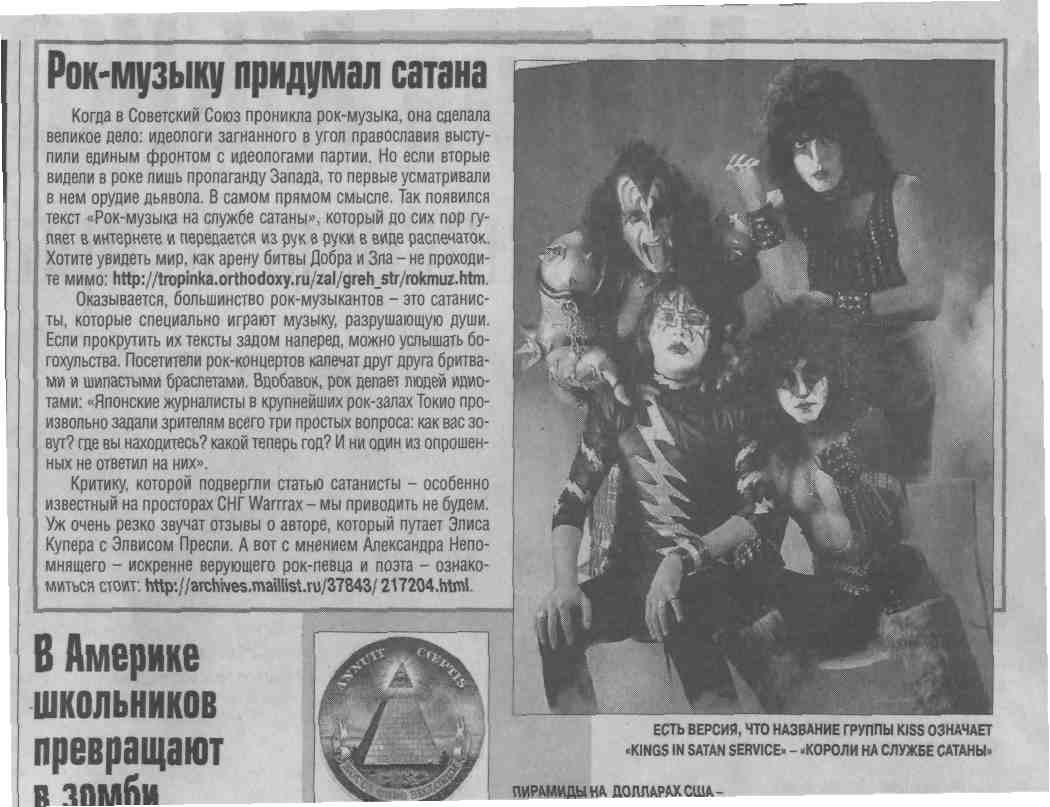 Рок-музыку придумал сатана
Когда в Советский Союз проникла рок-музыка, она сделала
великое дело: идеологи загнанного в угол православия высту-
пили единым фронтом с идеологами партии. Но если вторые
видели в роке лишь пропаганду Запада, то первые усматривали
в нем орудие дьявола. В самом прямом смысле. Так появился
текст «Рок-музыка на службе сатаны», который до сих пор гу-
ляет в интернете и передается из рук в руки в виде распечаток.
Хотите увидеть мир, как арену битвы Добра и Зла – не проходи-
те мимо: http://tropinka.orthodoxy.ru/zal/greh_str/rokmuz.htm.
Оказывается, большинство рок-музыкантов – это сатанис-
ты, которые специально играют музыку, разрушающую души.
Если прокрутить их тексты задом наперед, можно услышать бо-
гохульства. Посетители рок-концертов калечат друг друга бритва-
ми и шипастыми браслетами. Вдобавок, рок делает людей идио-
тами: «Японские журналисты в крупнейших рок-залах Токио про-
извольно задали зрителям всего три простых вопроса: как вас зо-
вут? где вы находитесь? какой теперь год? И ни один из опрошен-
ных не ответил на них».
Критику, которой подвергли статью сатанисты – особенно
известный на просторах СНГ Warrrax – мы приводить не будем.
Уж очень резко звучат отзывы о авторе, который путает Элиса
Купера с Элвисом Пресли. А вот с мнением Александра Непо-
мнящего – искренне верующего рок-певца и поэта – ознако-
миться стоит: http://archives.maillist.ru/37843/ 217204.html.
ЕСТЬ ВЕРСИЯ, ЧТО НАЗВАНИЕ ГРУППЫ KISS ОЗНАЧАЕТ
«KINGS IN SATAN SERVICE» – «КОРОЛИ НА СЛУЖБЕ САТАНЫ»
В Америке
школьников
превращают
в зомби
ANNUIT CŒPTIS
ПИРАМИДЫ НА ДОЛЛАРАХ США –